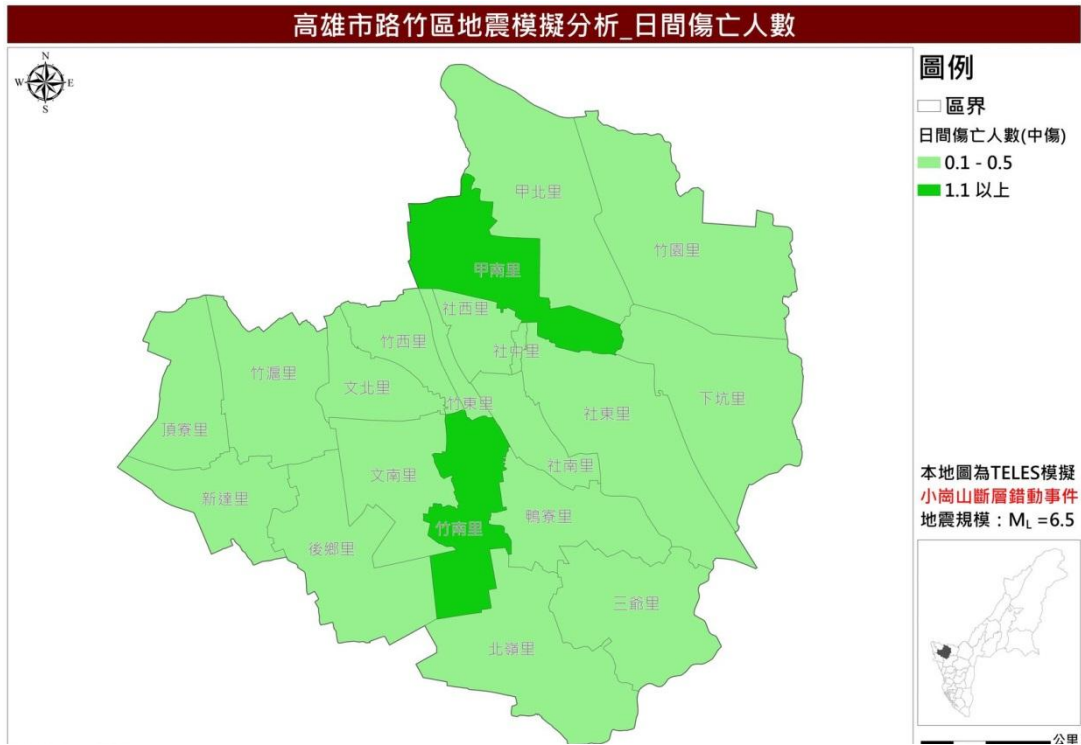 高雄市路竹區地震模擬分析_日間傷亡人數
N
W E
S
圖例
區界
日間傷亡人數(中傷)
0.1 - 0.5
1.1 以上
甲北里
竹園里
甲南里
社西里
竹西里
社中里
竹滬里
文北里
下坑里
竹東里
社東里
頂寮里
社南里
文南里
新達里
鴨寮里
竹南里
後鄉里
三爺里
北嶺里
本地圖為TELES模擬
小崗山斷層錯動事件
地震規模：ML =6.5
公里